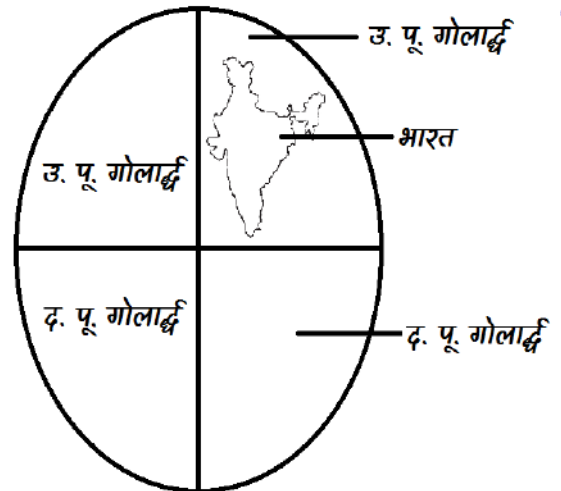 उ. पू. गोलार्द्ध
भारत
उ. पू. गोलार्द्ध
द. पू. गोलार्द्ध
द. पू. गोलार्द्ध